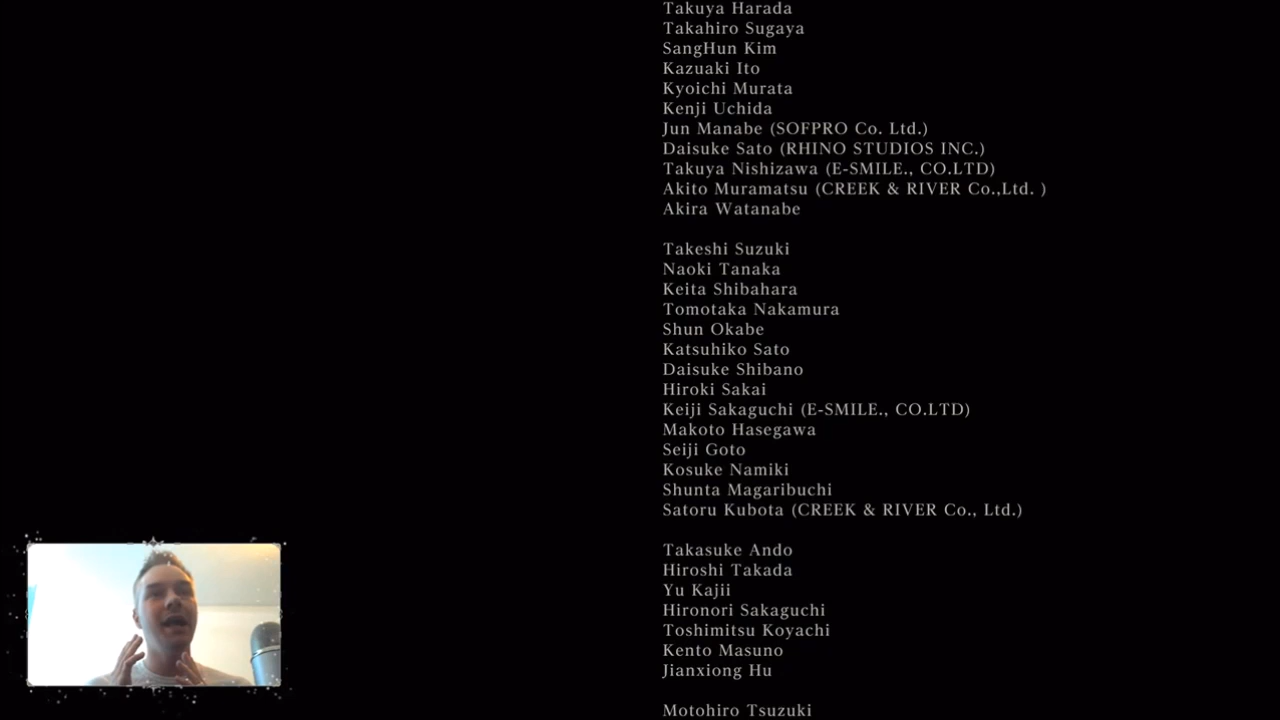 Takuya Harada
Takahiro Sugaya
SangHun Kim
Kazuaki Ito
Kyoichi Murata
Kenji Uchida
Jun Manabe (SOFPRO Co. Ltd.)
Daisuke Sato (RHINO STUDIOS INC.)
Takuya Nishizawa (E-SMILE., CO.LTD)
Akito Muramatsu (CREEK & RIVER Co.,Ltd. )
Akira Watanabe
Takeshi Suzuki
Naoki Tanaka
Keita Shibahara
Tomotaka Nakamura
Shun Okabe
Katsuhiko Sato
Daisuke Shibano
Hiroki Sakai
Keiji Sakaguchi (E-SMILE., CO.LTD)
Makoto Hasegawa
Seiji Goto
Kosuke Namiki
Shunta Magaribuchi
Satoru Kubota (CREEK & RIVER Co., Ltd.)
Takasuke Ando
Hiroshi Takada
Yu Kajii
Hironori Sakaguchi
Toshimitsu Koyachi
Kento Masuno
Jianxiong Hu
Motohiro Tsuzuki